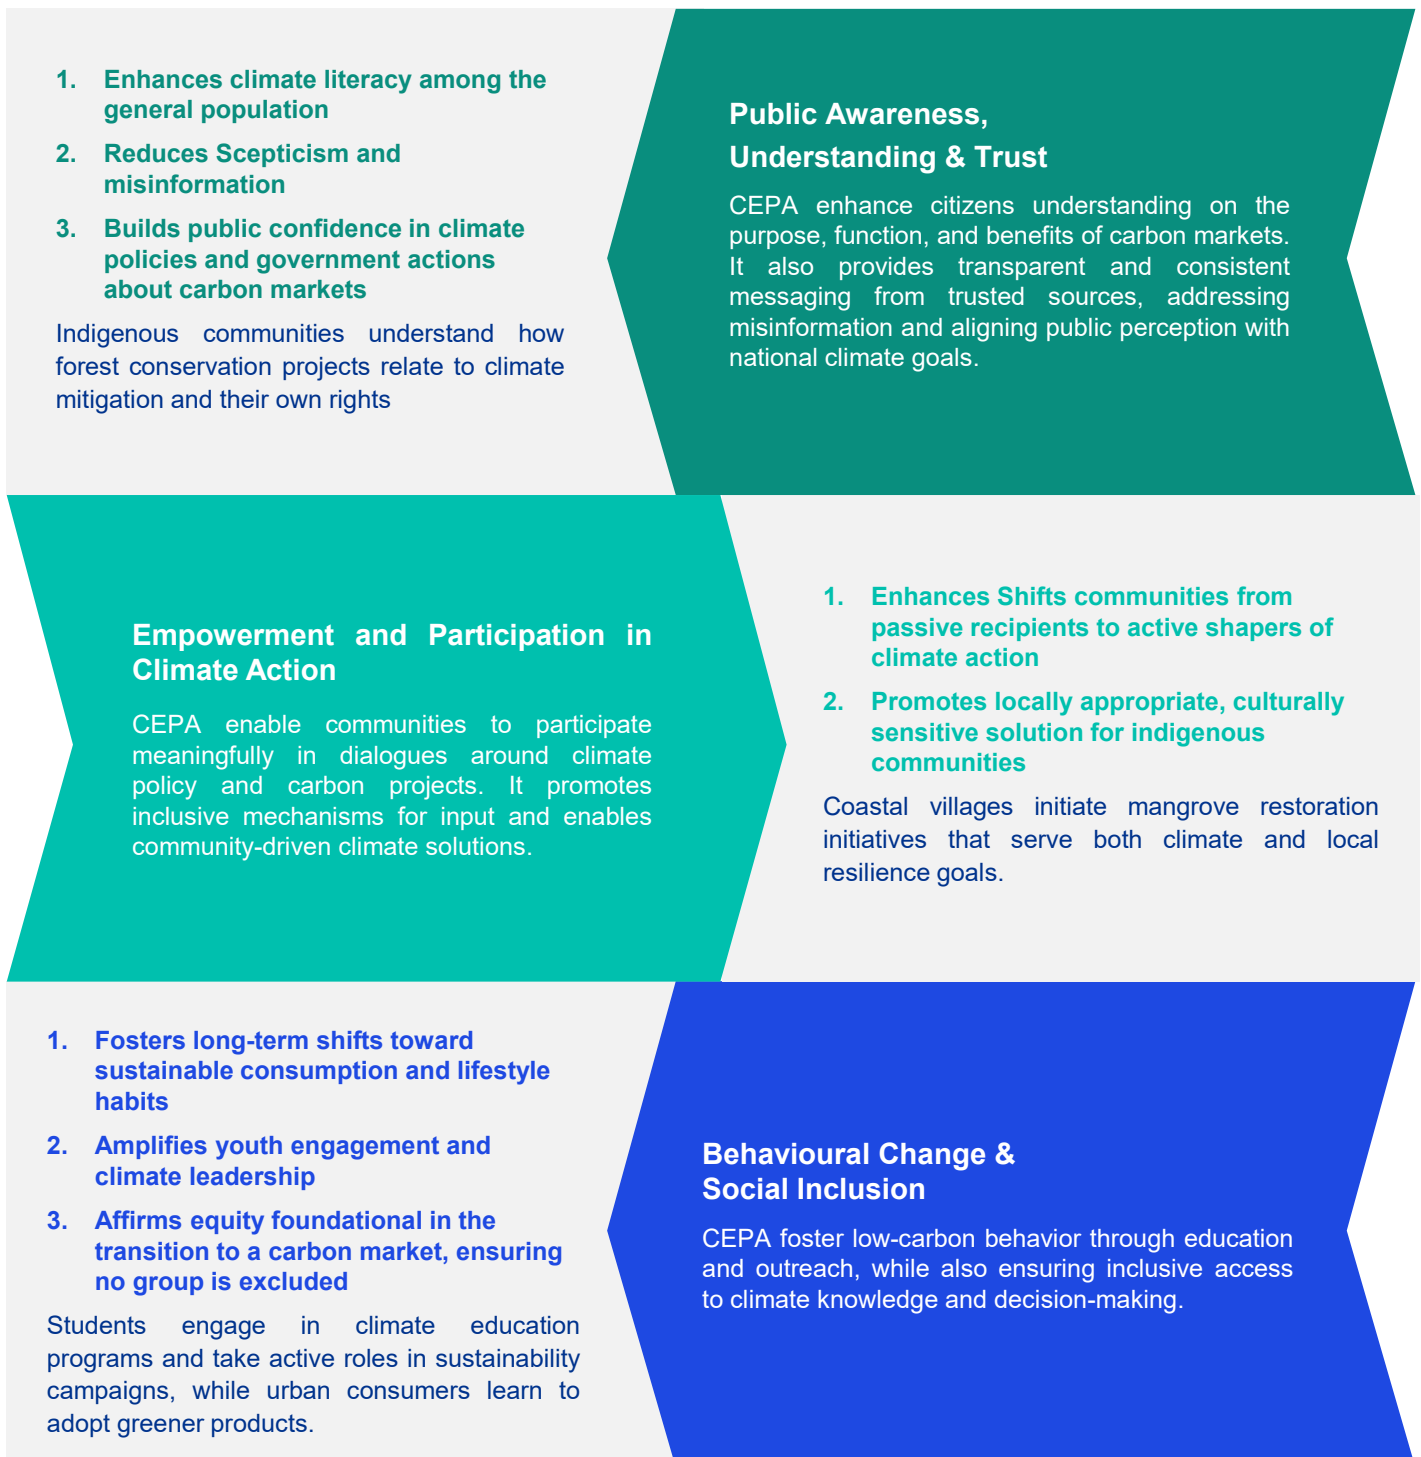 1. Enhances climate literacy among the
general population
2. Reduces Scepticism and
misinformation
3. Builds public confidence in climate
policies and government actions
about carbon markets
Indigenous communities understand how
forest conservation projects relate to climate
mitigation and their own rights
Public Awareness,
Understanding & Trust
CEPA enhance citizens understanding on the
purpose, function, and benefits of carbon markets.
It also provides transparent and consistent
messaging from trusted sources, addressing
misinformation and aligning public perception with
national climate goals.
Empowerment and Participation in
Climate Action
CEPA enable communities to participate
meaningfully in dialogues around climate
policy and carbon projects. It promotes
inclusive mechanisms for input and enables
community-driven climate solutions.
1. Enhances Shifts communities from
passive recipients to active shapers of
climate action
2. Promotes locally appropriate, culturally
sensitive solution for indigenous
communities
Coastal villages initiate mangrove restoration
initiatives that serve both climate and local
resilience goals.
1. Fosters long-term shifts toward
sustainable consumption and lifestyle
habits
2. Amplifies youth engagement and
climate leadership
3. Affirms equity foundational in the
transition to a carbon market, ensuring
no group is excluded
Students engage in climate education
programs and take active roles in sustainability
campaigns, while urban consumers learn to
adopt greener products.
Behavioural Change &
Social Inclusion
CEPA foster low-carbon behavior through education
and outreach, while also ensuring inclusive access
to climate knowledge and decision-making.